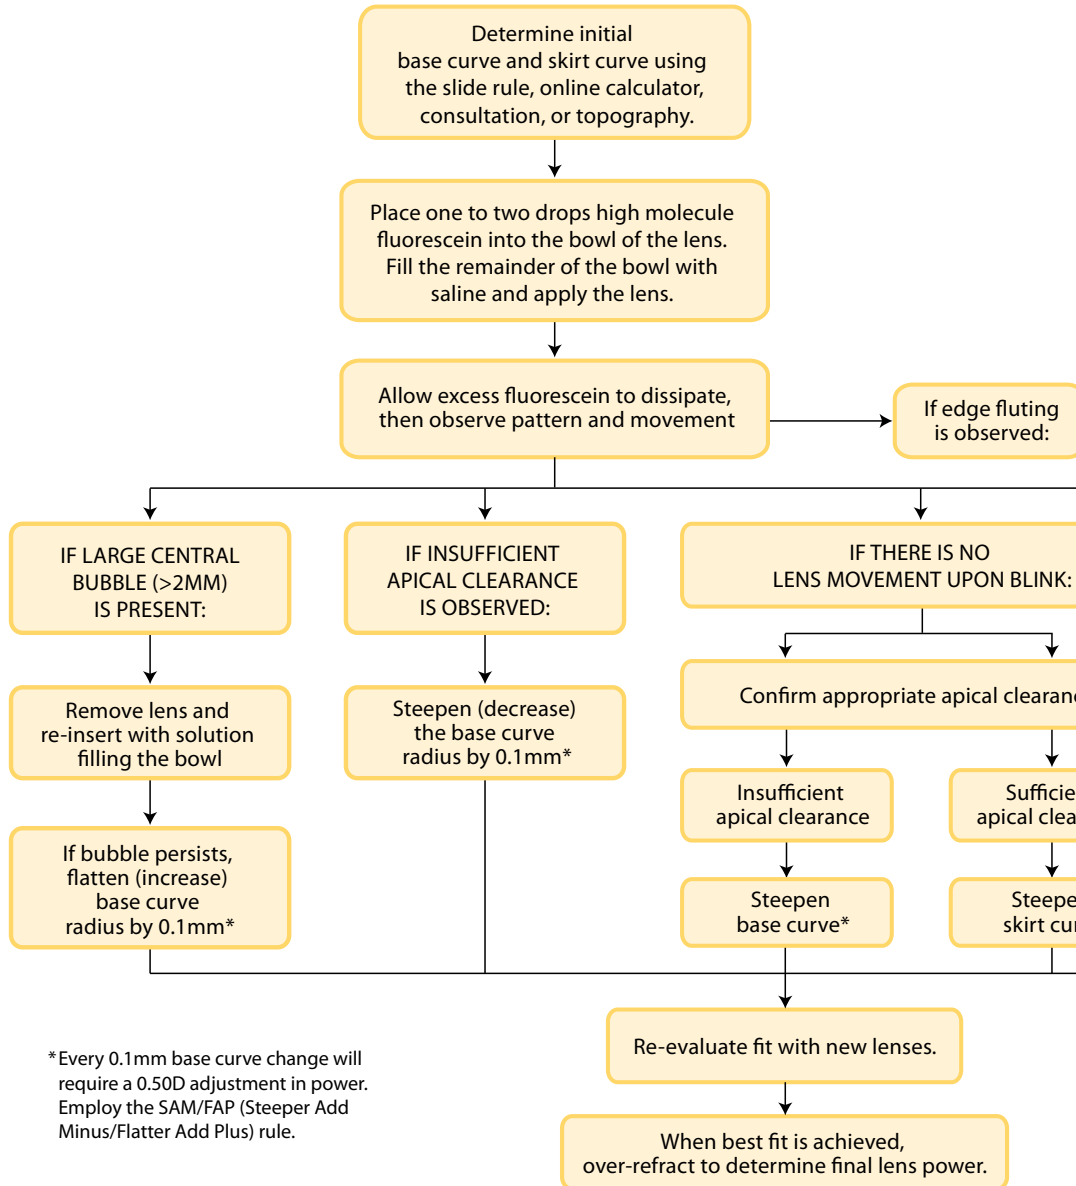 Determine initial
base curve and skirt curve using
the slide rule, online calculator,
consultation, or topography.
Place one to two drops high molecule
fluorescein into the bowl of the lens.
Fill the remainder of the bowl with
saline and apply the lens.
Allow excess fluorescein to dissipate,
then observe pattern and movement
If edge fluting
is observed:
IF LARGE CENTRAL
BUBBLE (>2MM)
IS PRESENT:
IF INSUFFICIENT
APICAL CLEARANCE
IS OBSERVED:
IF THERE IS NO
LENS MOVEMENT UPON BLINK:
Remove lens and
re-insert with solution
filling the bowl
Steepen (decrease)
the base curve
radius by 0.1mm*
Confirm appropriate apical
Insufficient
apical clearance
apical
If bubble persists,
flatten (increase)
base curve
radius by 0.1mm*
Steepen
base curve*
skirt
Re-evaluate fit with new lenses.
*Every 0.1mm base curve change will
require a 0.50D adjustment in power.
Employ the SAM/FAP (Steeper Add
Minus/Flatter Add Plus) rule.
When best fit is achieved,
over-refract to determine final lens power.